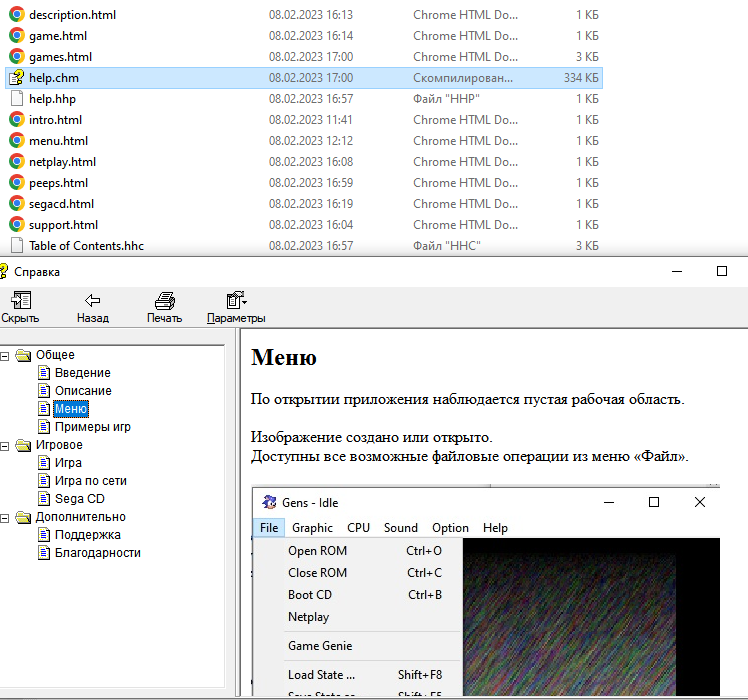 description.html 08.02.2023 16:13 Chrome HTML Do... 1 КБ
game.html 08.02.2023 16:14 Chrome HTML Do... 1 КБ
games.html 08.02.2023 17:00 Chrome HTML Do... 3 КБ
help.chm 08.02.2023 17:00 Скомпилирован... 334 КБ
help.hhp 08.02.2023 16:57 Файл "HHP" 1 КБ
intro.html 08.02.2023 11:41 Chrome HTML Do... 1 КБ
menu.html 08.02.2023 12:12 Chrome HTML Do... 1 КБ
netplay.html 08.02.2023 16:08 Chrome HTML Do... 1 КБ
peeps.html 08.02.2023 16:59 Chrome HTML Do... 1 КБ
segacd.html 08.02.2023 16:19 Chrome HTML Do... 1 КБ
support.html 08.02.2023 16:04 Chrome HTML Do... 1 КБ
Table of Contents.hhc 08.02.2023 16:57 Файл "HHC" 3 КБ
Справка
Скрыть Назад Печать Параметры
Общее
Введение
Описание
Меню
Примеры игр
Игровое
Игра
Игра по сети
Sega CD
Дополнительно
Поддержка
Благодарности
Меню
По открытии приложения наблюдается пустая рабочая область.
Изображение создано или открыто.
Доступны все возможные файловые операции из меню «Файл».
Gens - Idle
File Graphic CPU Sound Option Help
Open ROM Ctrl+O
Close ROM Ctrl+C
Boot CD Ctrl+B
Netplay
Game Genie
Load State ... Shift+F8